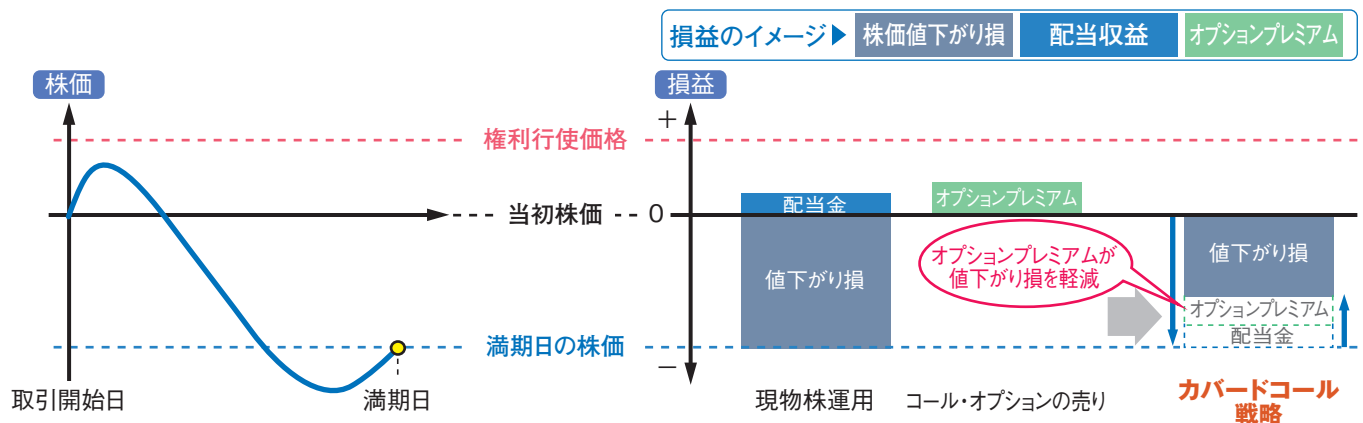 損益のイメージ▶ 株価値下がり損 配当収益 オプションプレミアム
株価
損益
+
権利行使価格
配当金
オプションプレミアム
当初株価
0
オプションプレミアムが
値下がり損を軽減
値下がり損
値下がり損
オプションプレミアム
配当金
満期日の株価
−
取引開始日
満期日
現物株運用
コール・オプションの売り
カバードコール
戦略